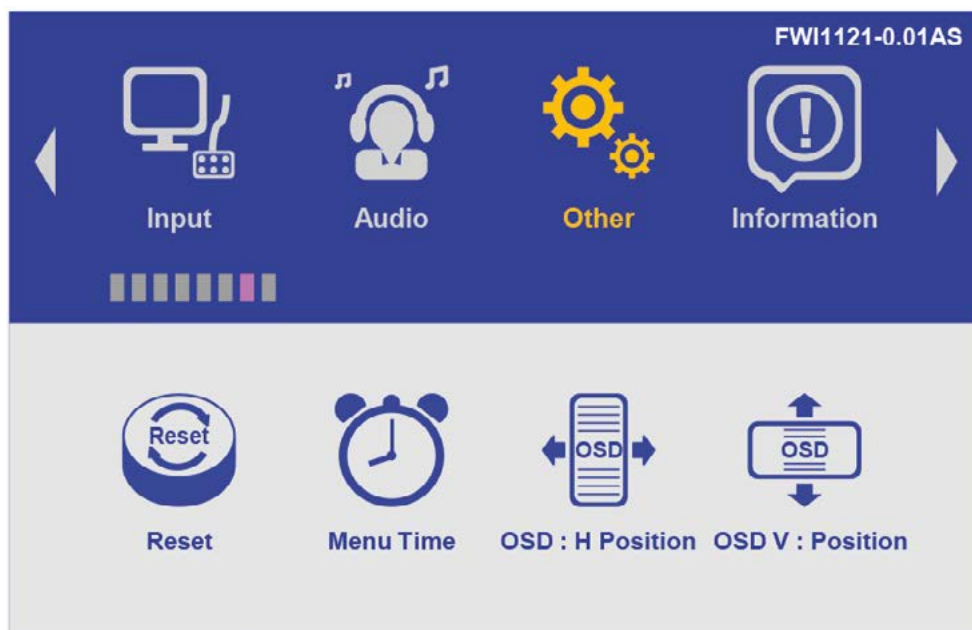 FWI1121-0.01AS
Input Audio Other Information
Reset OSD OSD
Reset Menu Time OSD : H Position OSD V : Position